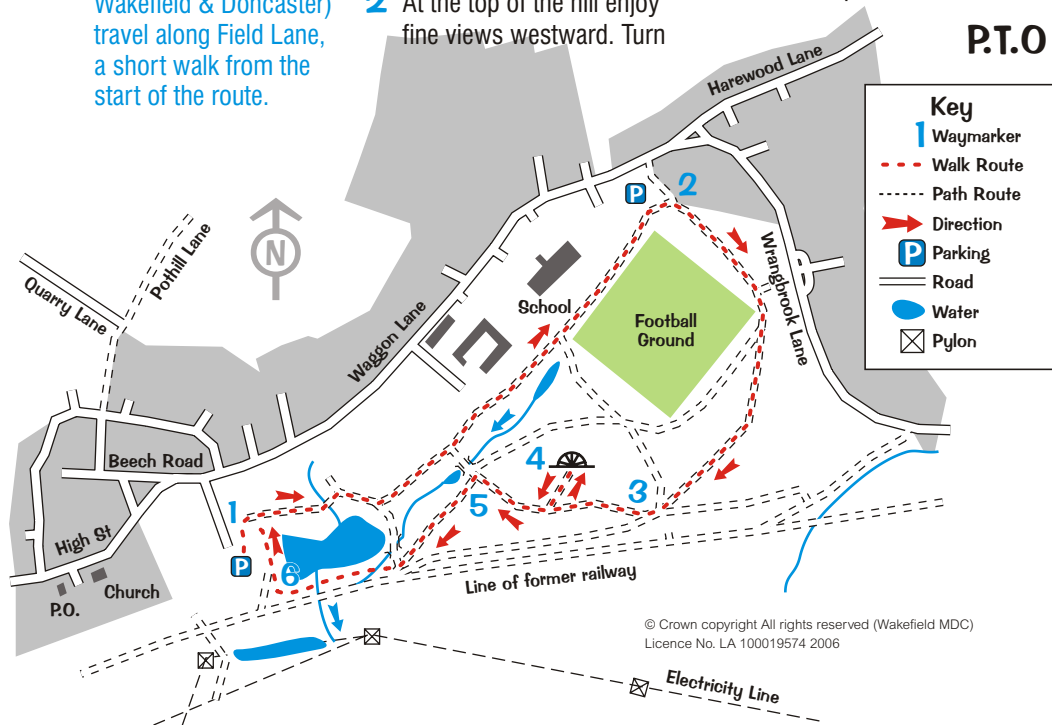 Wakefield & Doncaster)
travel along Field Lane,
a short walk from the
start of the route.
2 At the top of the hill enjoy
fine views westward. Turn
P.T.O
Key
1 Waymarker
Walk Route
Path Route
Direction
P Parking
Road
Water
Pylon
Harewood Lane
P
2
N
Pothill Lane
Quarry Lane
Wrangbrook Lane
School
Football
Ground
Waggon Lane
Beech Road
4
3
5
1
High St
P
6
Church
P.O.
Line of former railway
© Crown copyright All rights reserved (Wakefield MDC)
Licence No. LA 100019574 2006
Electricity Line